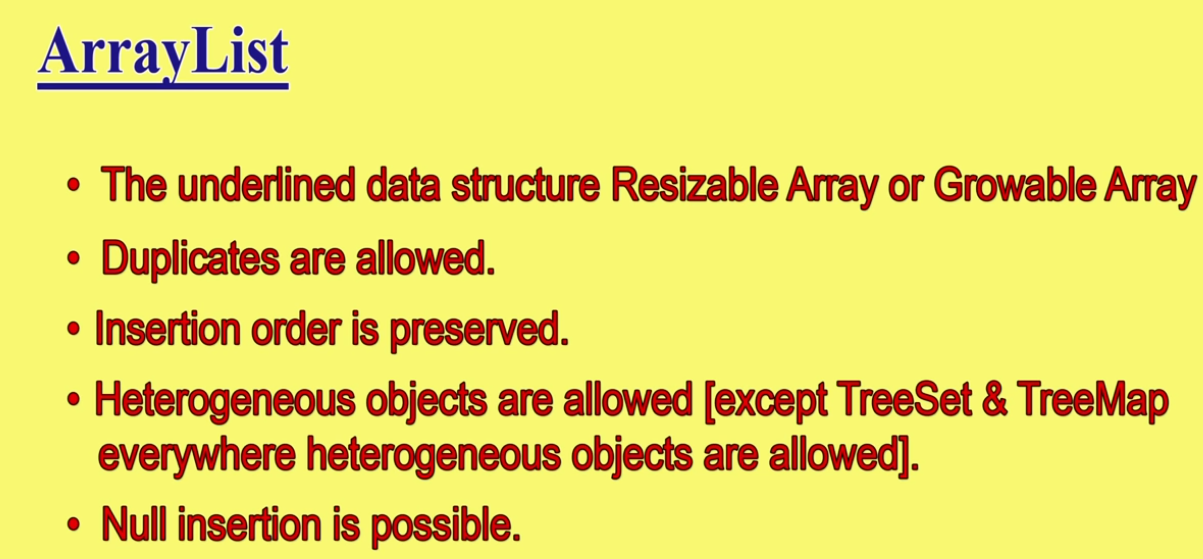 ArrayList
• The underlined data structure Resizable Array or Growable Array
• Duplicates are allowed.
• Insertion order is preserved.
• Heterogeneous objects are allowed [except TreeSet & TreeMap
everywhere heterogeneous objects are allowed].
• Null insertion is possible.